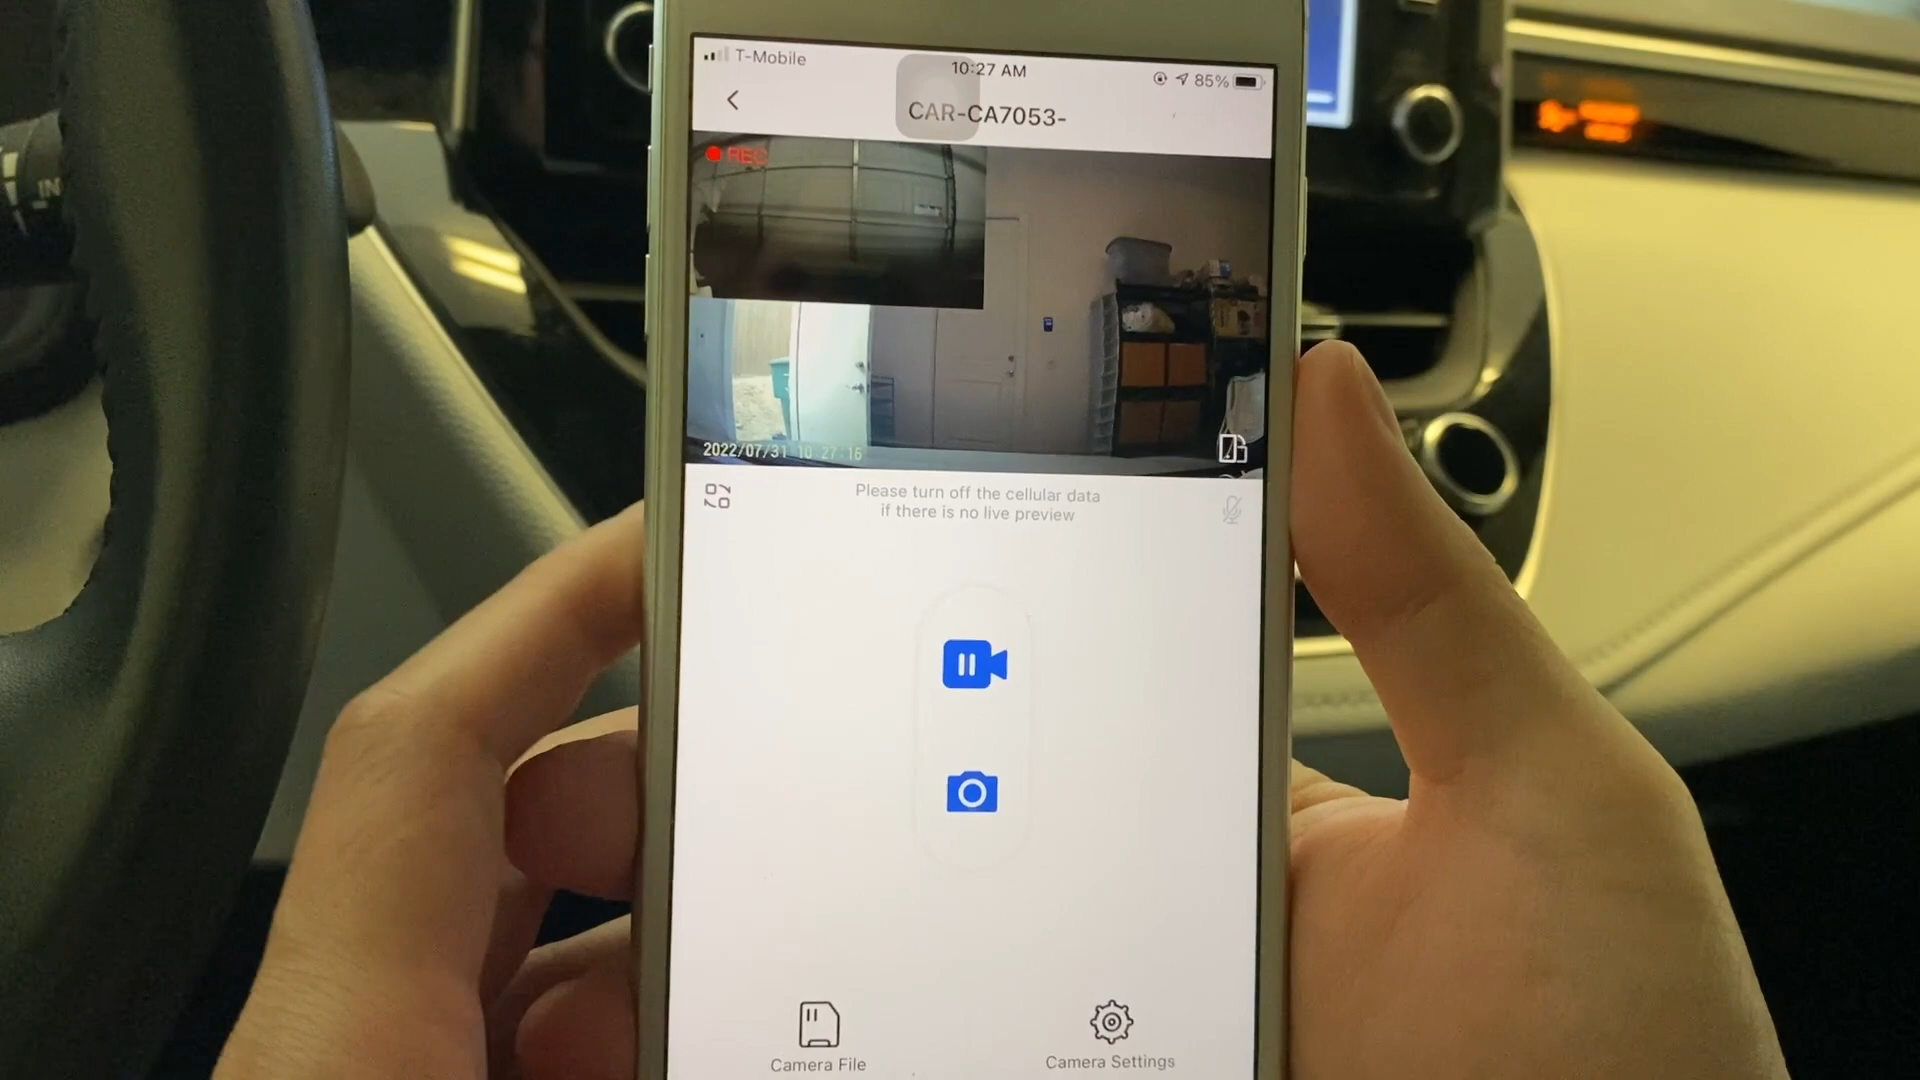 T-Mobile
10:27 AM
85%
CAR-CA7053-
REC
2022/07/31 10:27:16
Please turn off the cellular data
if there is no live preview
Camera File
Camera Settings
IN